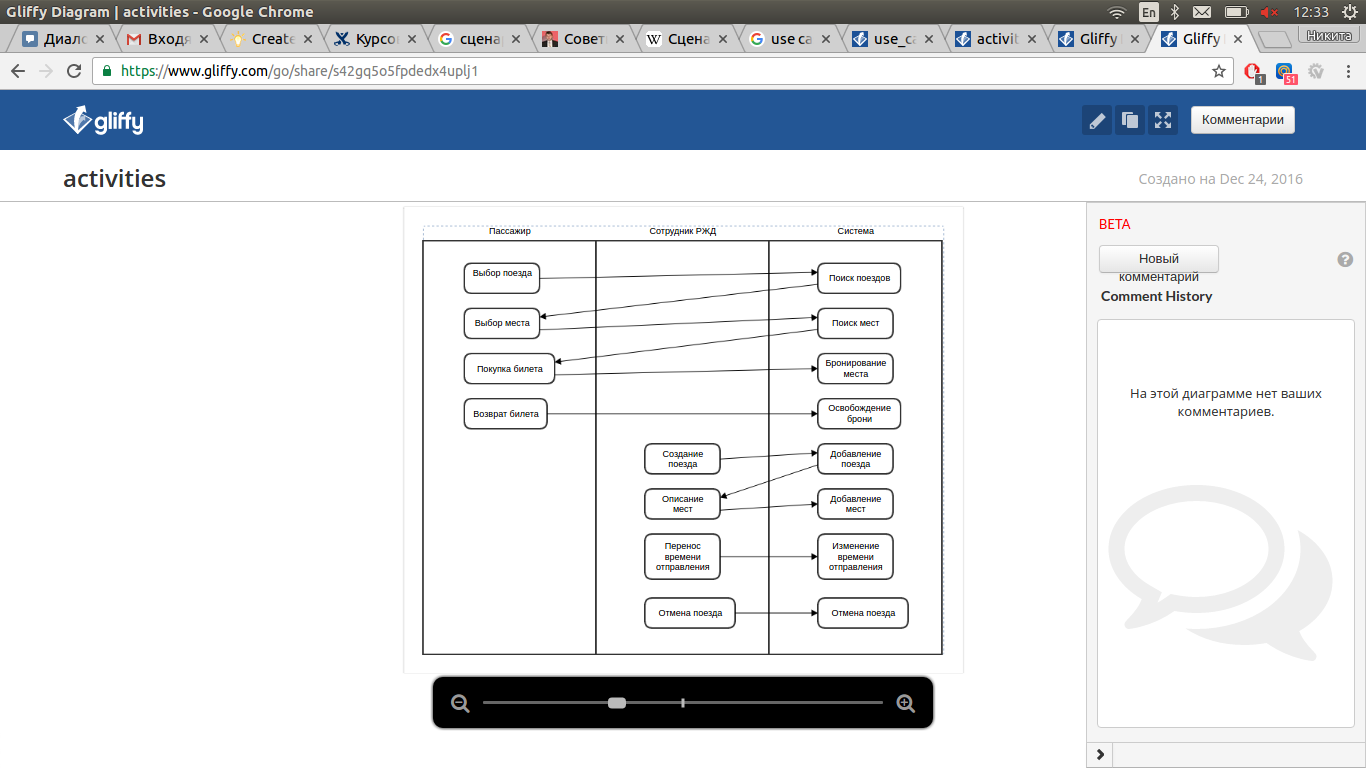 Gliffy Diagram | activities - Google Chrome
En
12:33
Диало
Входя
Create
Курсо
сцена
Совет
Сцена
use ca
use_ca
activit
Gliffy
Gliffy
Никита
https://www.gliffy.com/go/share/s42gq5o5fpdedx4uplj1
1
51
gliffy
Комментарии
activities
Создано на Dec 24, 2016
Пассажир
Сотрудник РЖД
Система
Выбор поезда
Поиск поездов
Выбор места
Поиск мест
Покупка билета
Бронирование
места
Возврат билета
Освобождение
брони
Создание
поезда
Добавление
поезда
Описание
мест
Добавление
мест
Перенос
времени
отправления
Изменение
времени
отправления
Отмена поезда
Отмена поезда
BETA
Новый
комментарий
?
Comment History
На этой диаграмме нет ваших
комментариев.